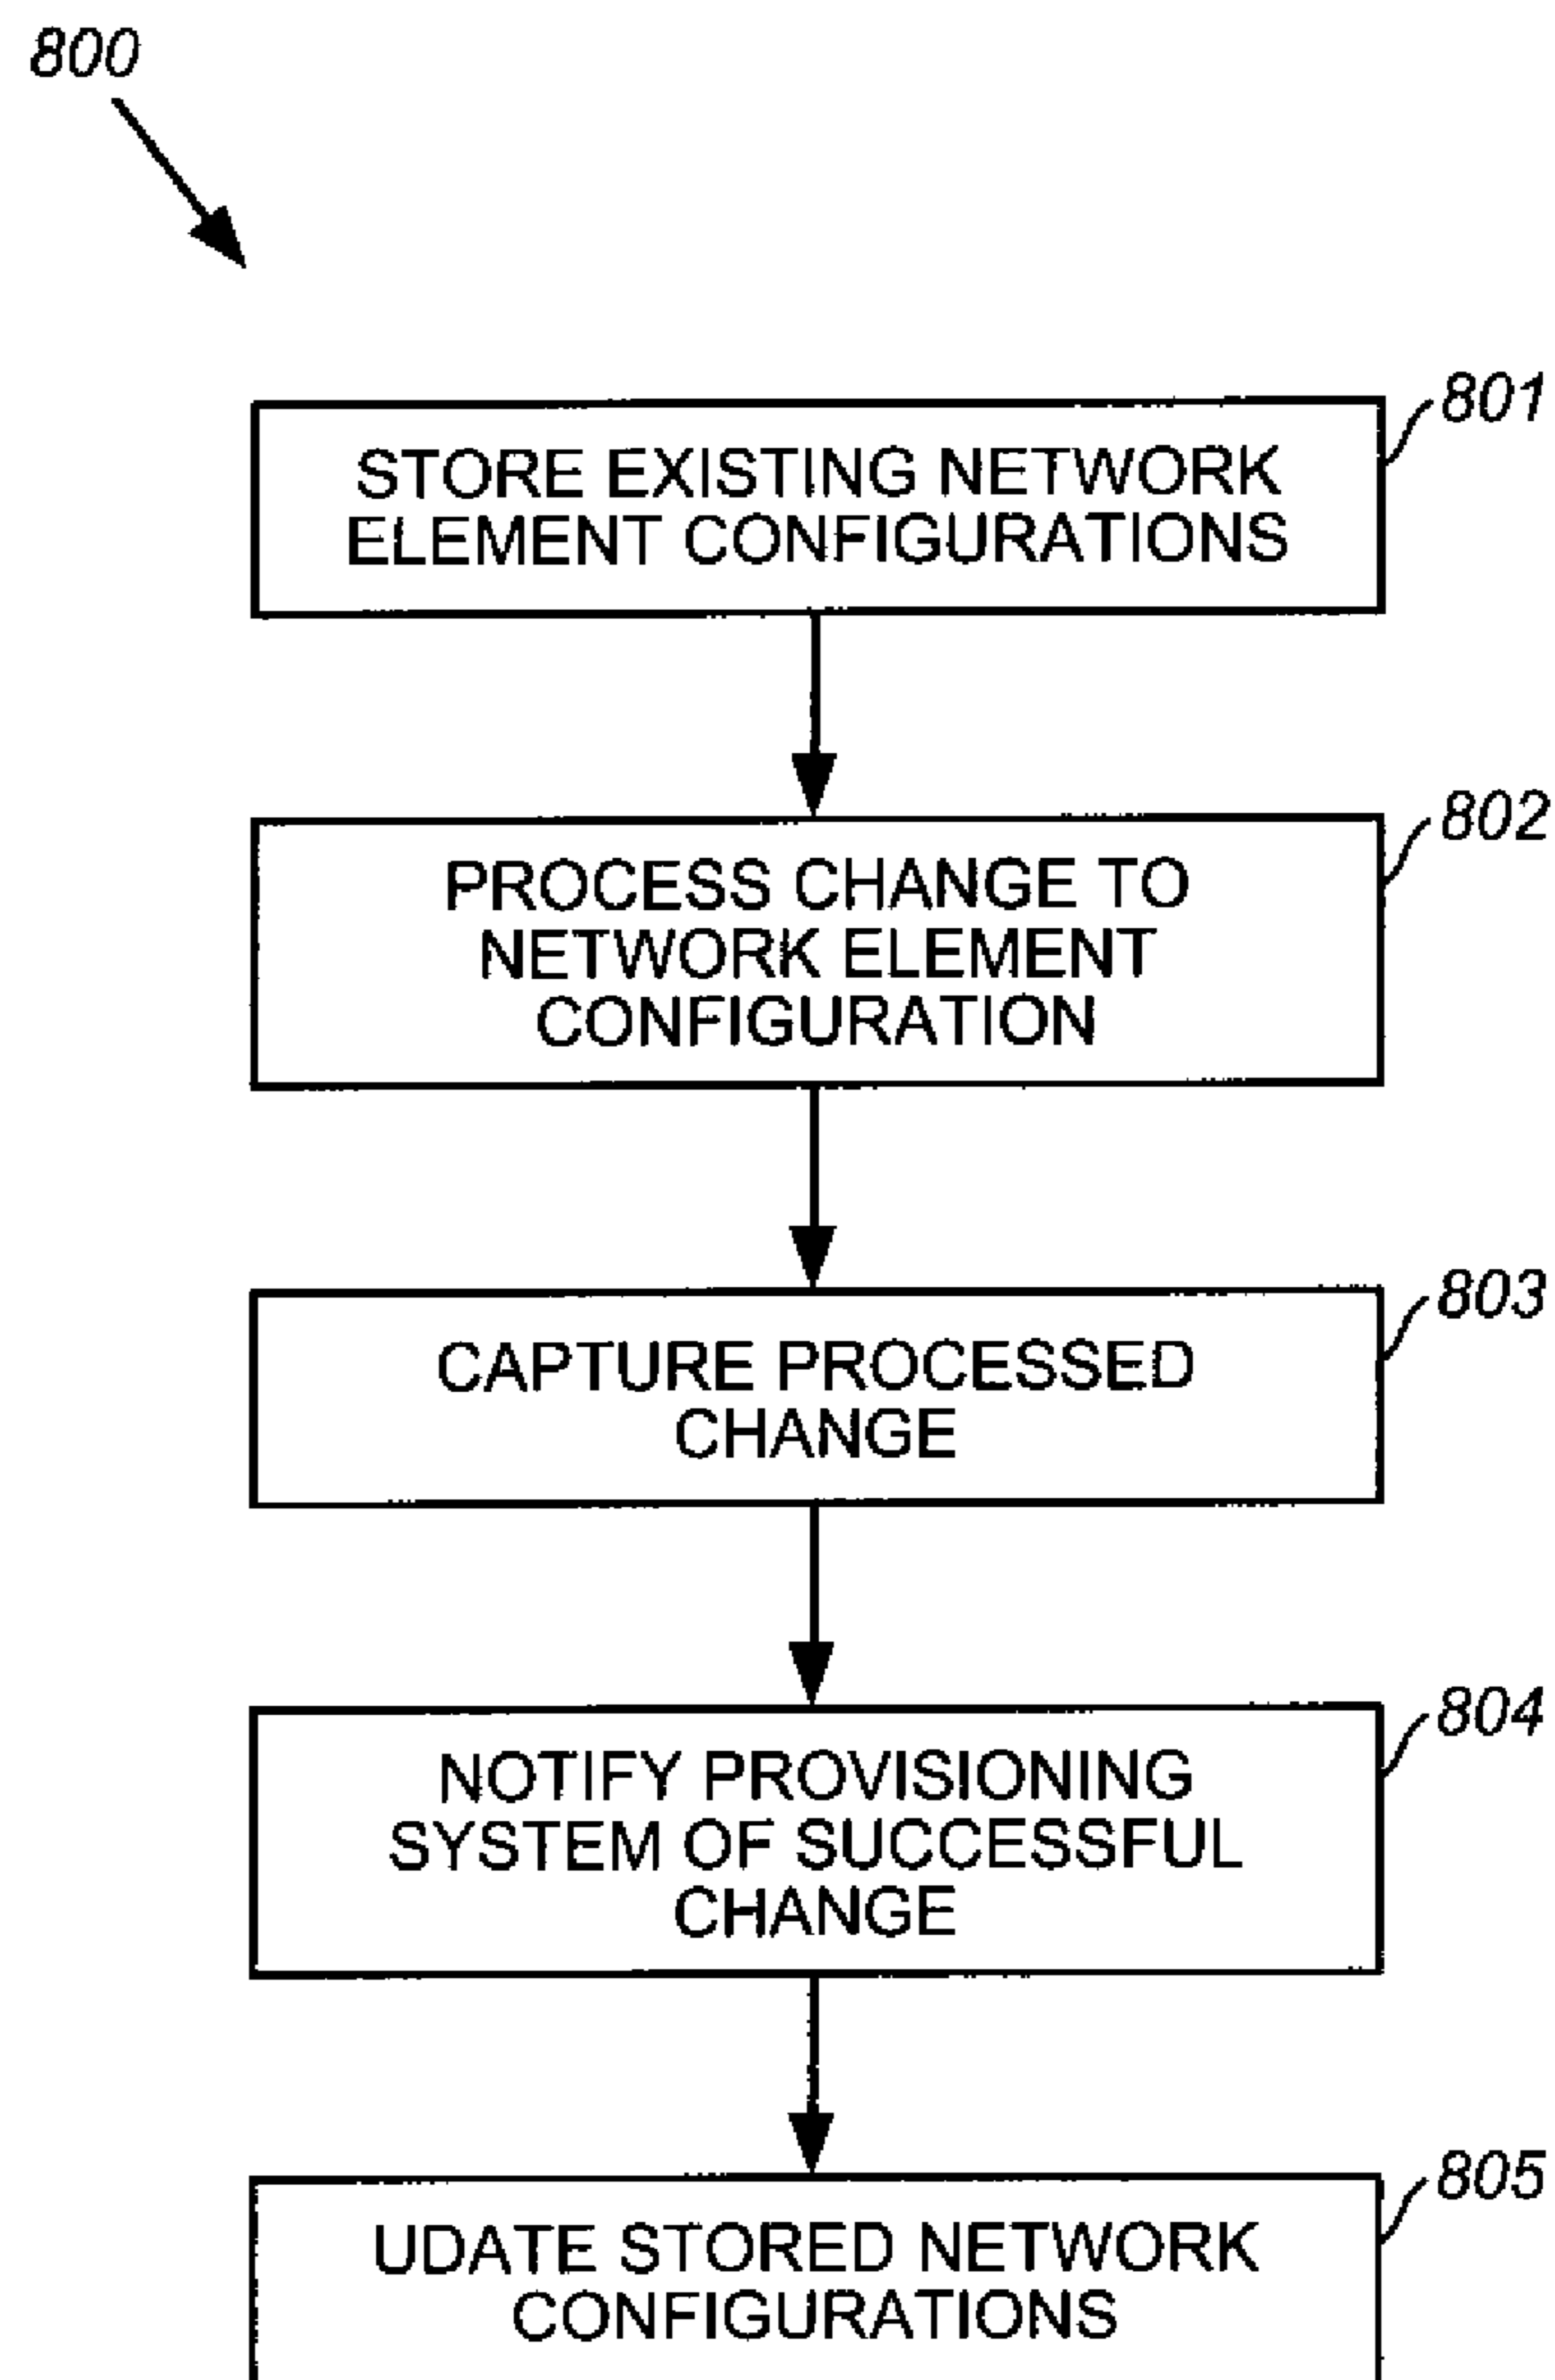 800
801
STORE EXISTING NETWORK
ELEMENT CONFIGURATIONS
802
PROCESS CHANGE TO
NETWORK ELEMENT
CONFIGURATION
803
CAPTURE PROCESSED
CHANGE
804
NOTIFY PROVISIONING
SYSTEM OF SUCCESSFUL
CHANGE
805
UDATE STORED NETWORK
CONFIGURATIONS